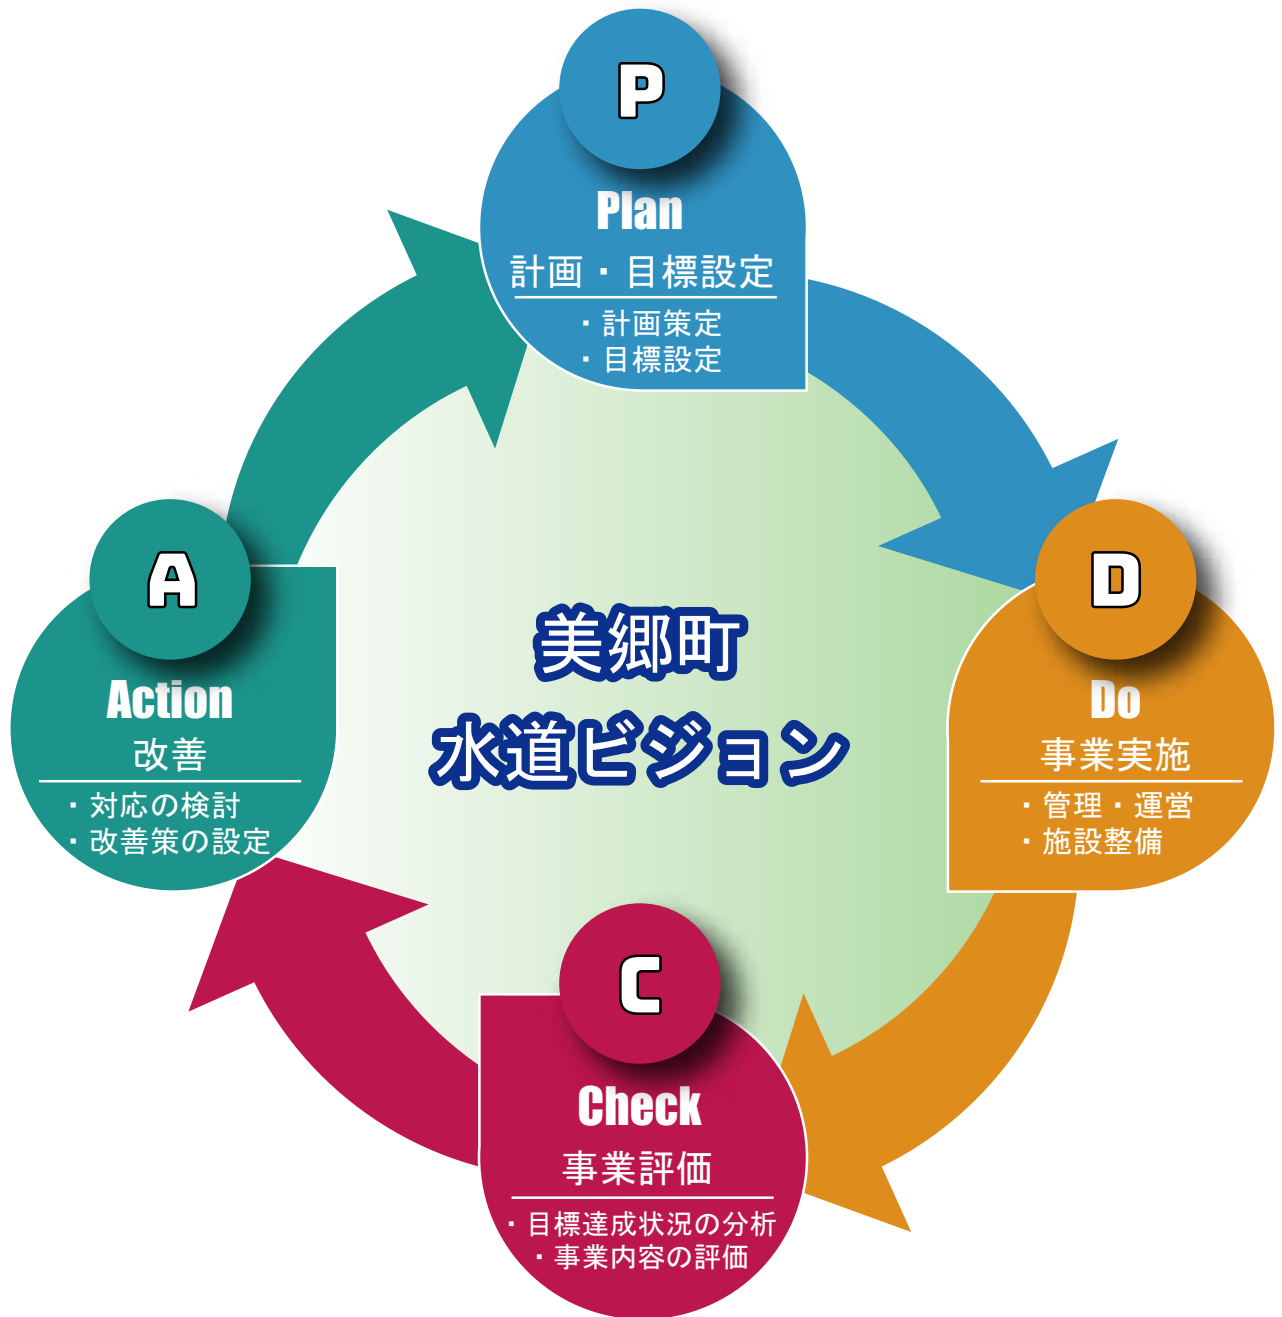 P
Plan
計画・目標設定
・計画策定
・目標設定
A
Action
改善
・対応の検討
・改善策の設定
美郷町
水道ビジョン
D
Do
事業実施
・管理・運営
・施設整備
C
Check
事業評価
・目標達成状況の分析
・事業内容の評価